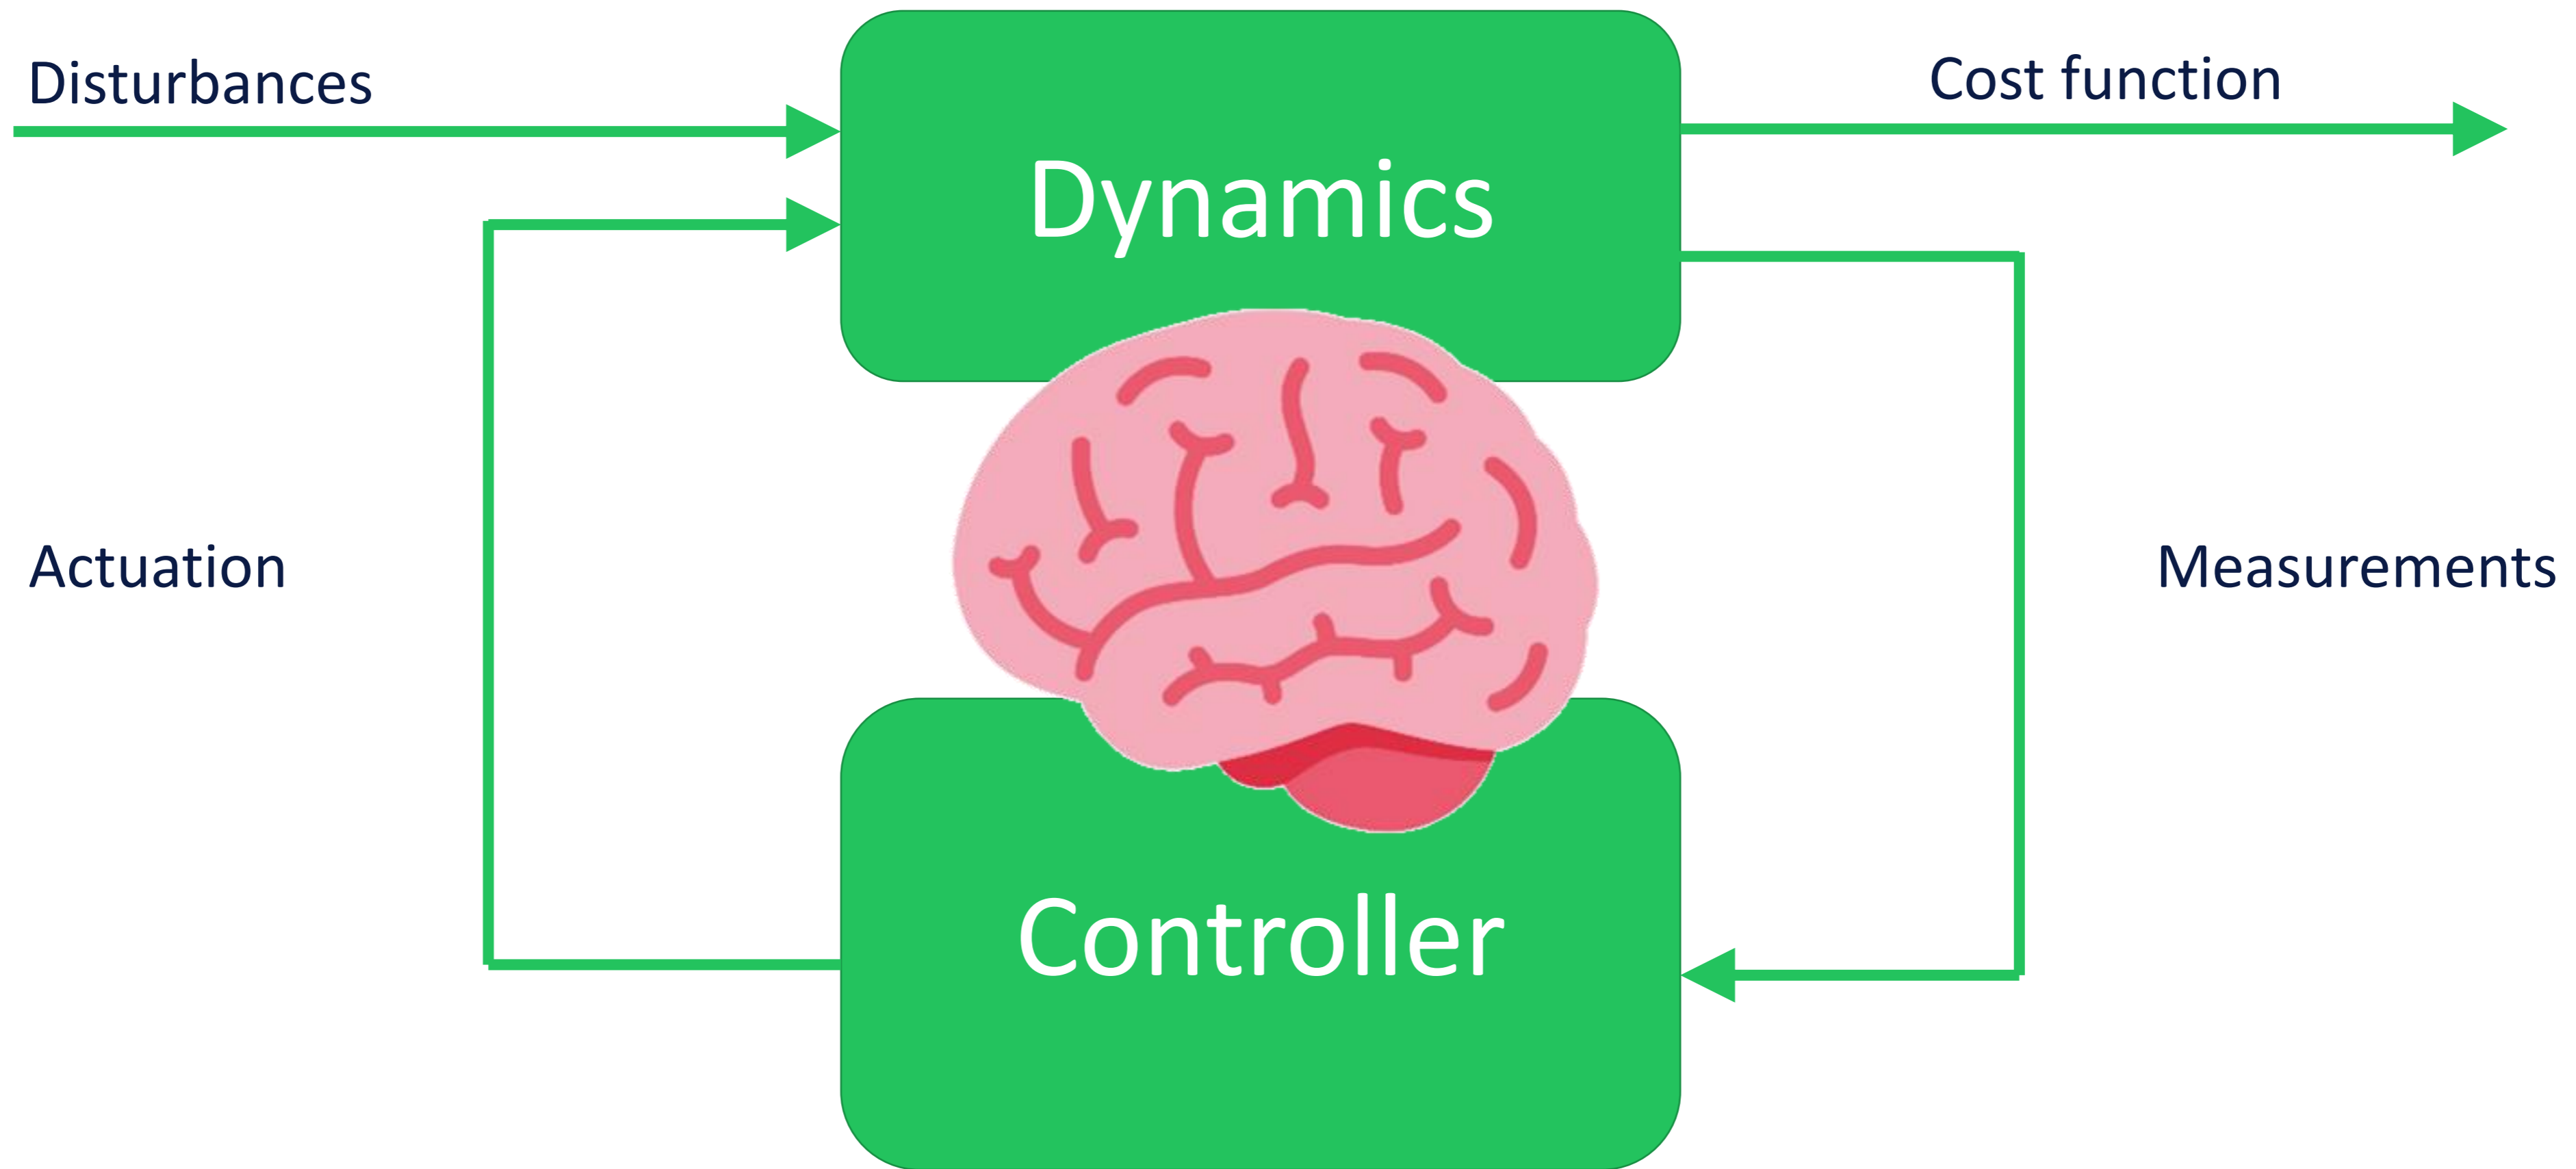 Disturbances
Cost function
Dynamics
Actuation
Measurements
Controller